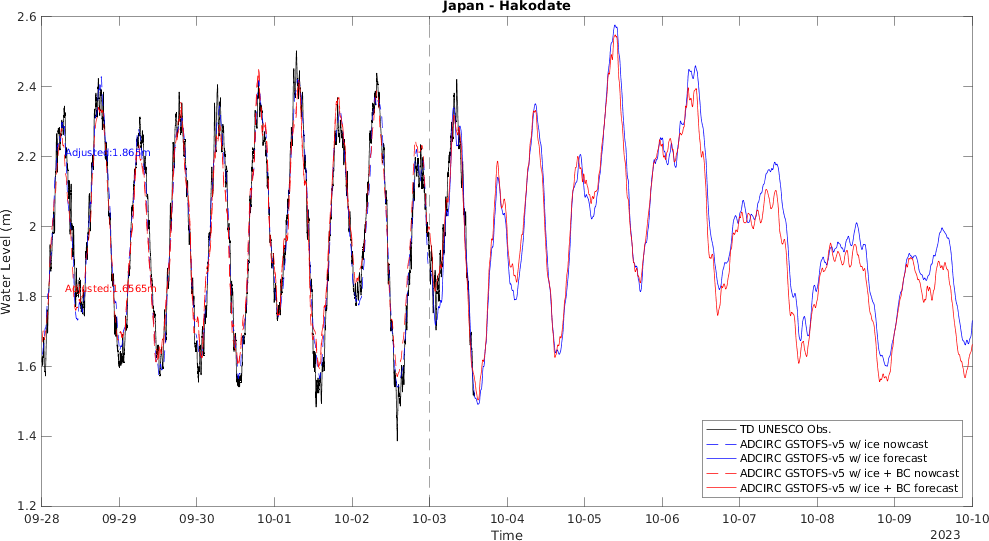 Japan - Hakodate
Water Level (m)
2.6
2.4
2.2
2
1.8
1.6
1.4
1.2
Adjusted:1.865m
Adjusted:1.6565m
TD UNESCO Obs.
ADCIRC GSTOFS-v5 w/ ice nowcast
ADCIRC GSTOFS-v5 w/ ice forecast
ADCIRC GSTOFS-v5 w/ ice + BC nowcast
ADCIRC GSTOFS-v5 w/ ice + BC forecast
09-28 09-29 09-30 10-01 10-02 10-03 10-04 10-05 10-06 10-07 10-08 10-09 10-10
Time
2023